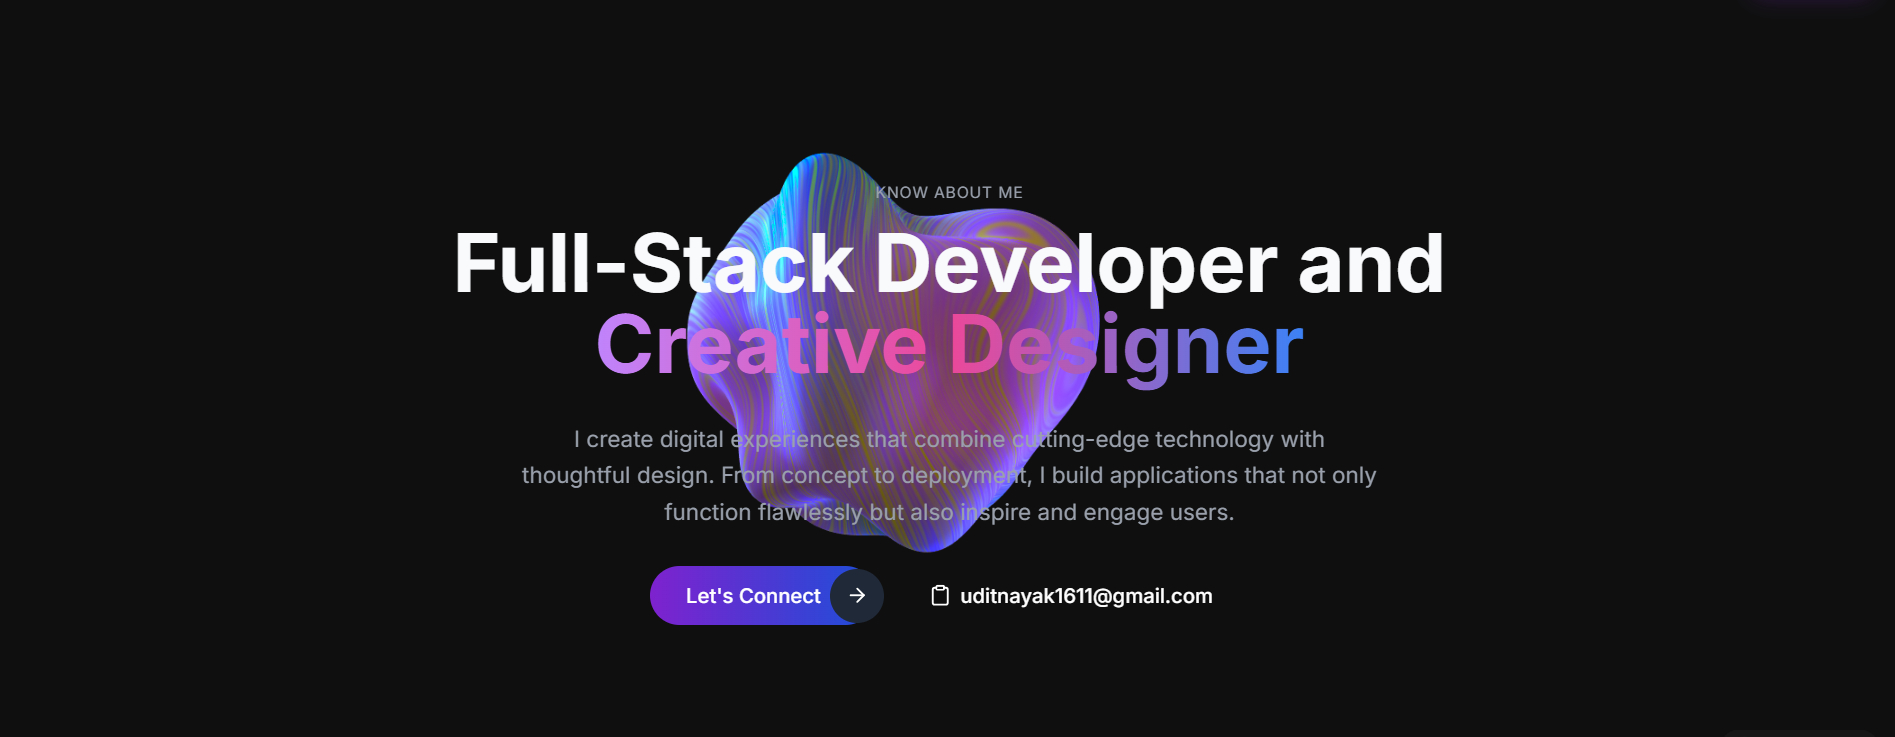 KNOW ABOUT ME
Full-Stack Developer and
Creative Designer
I create digital experiences that combine cutting-edge technology with
thoughtful design. From concept to deployment, I build applications that not only
function flawlessly but also inspire and engage users.
Let's Connect
uditnayak1611@gmail.com